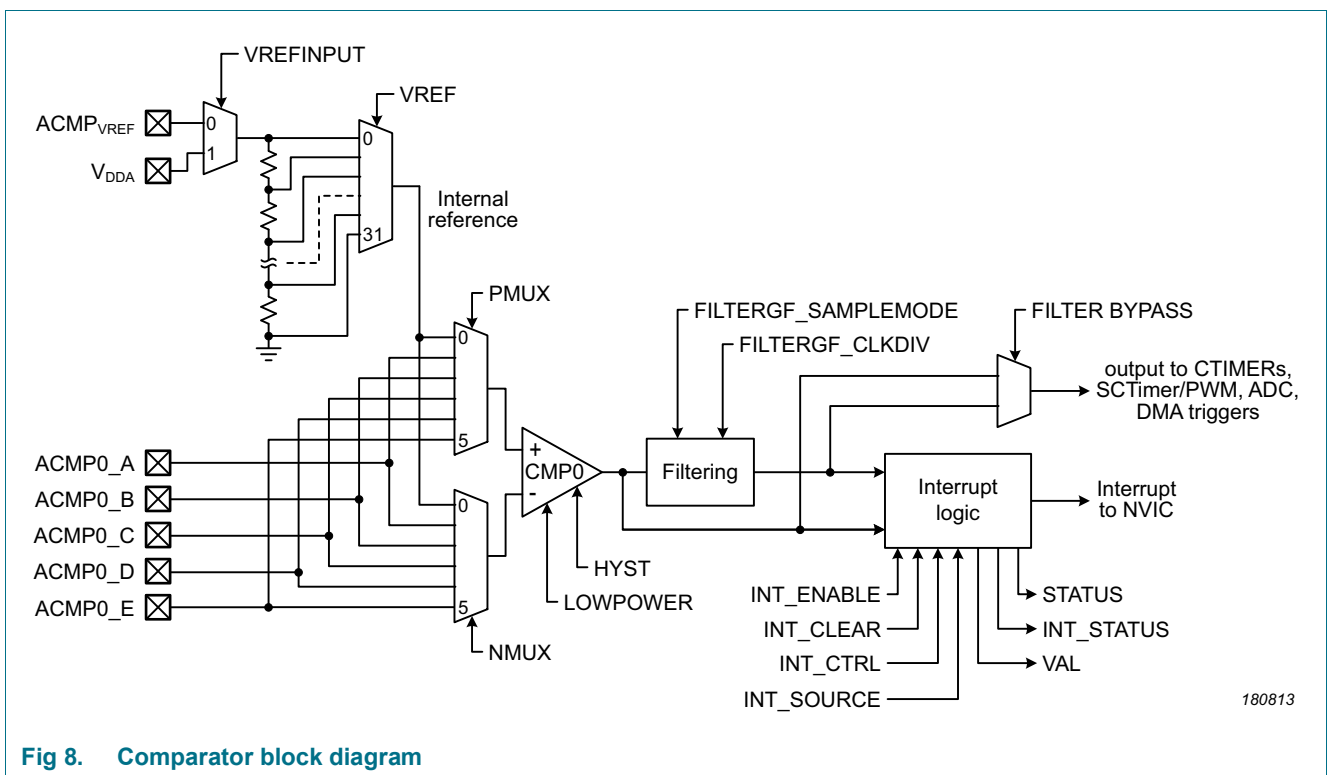 VREFINPUT
VREF
ACMPVREF
0
VDDA
1
0
Internal
reference
31
PMUX
0
5
FILTERGF_SAMPLEMODE
FILTERGF_CLKDIV
FILTER BYPASS
output to CTIMERs,
SCTimer/PWM, ADC,
DMA triggers
ACMP0_A
ACMP0_B
ACMP0_C
ACMP0_D
ACMP0_E
+
CMP0
-
Filtering
Interrupt
logic
Interrupt
to NVIC
0
5
HYST
LOWPOWER
NMUX
INT_ENABLE
INT_CLEAR
INT_CTRL
INT_SOURCE
STATUS
INT_STATUS
VAL
180813
Fig 8. Comparator block diagram